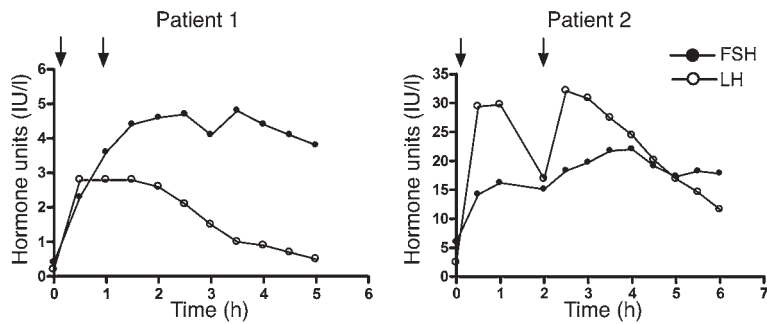 Patient 1
Hormone units (IU/l)
6
5
4
3
2
1
0
0 1 2 3 4 5 6
Time (h)
Patient 2
FSH
LH
Hormone units (IU/l)
35
30
25
20
15
10
5
0
0 1 2 3 4 5 6 7
Time (h)